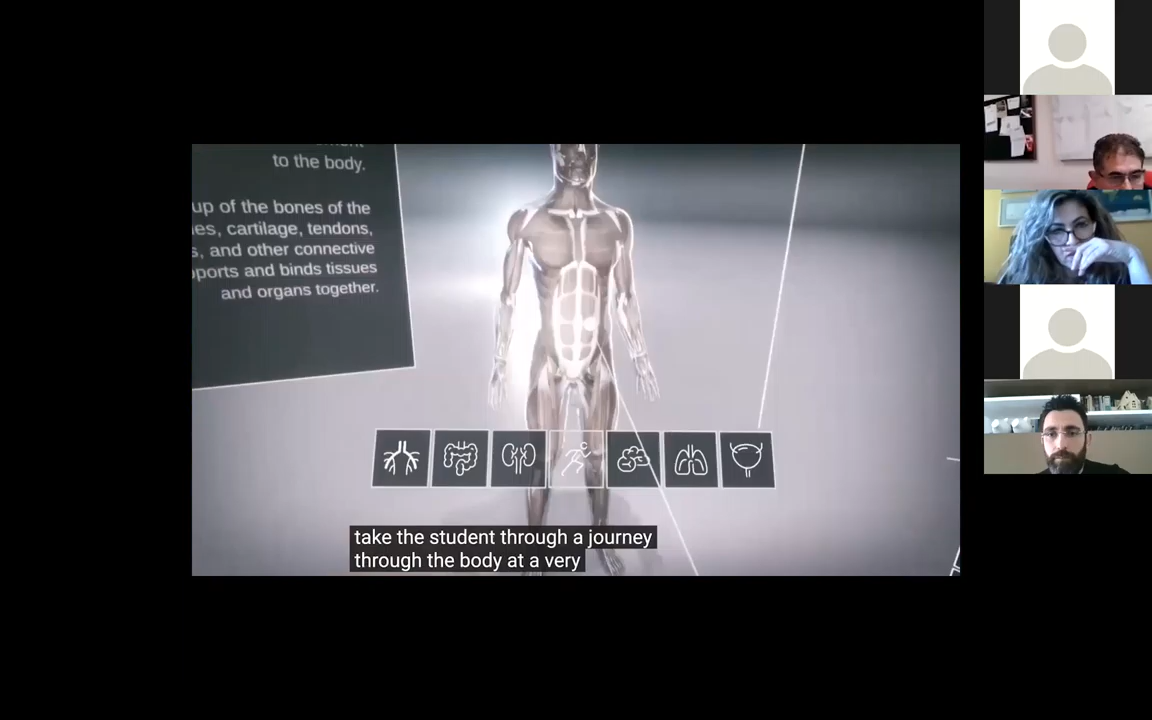 to the body.
up of the bones of the
es, cartilage, tendons,
s, and other connective
pports and binds tissues
and organs together.
take the student through a journey
through the body at a very